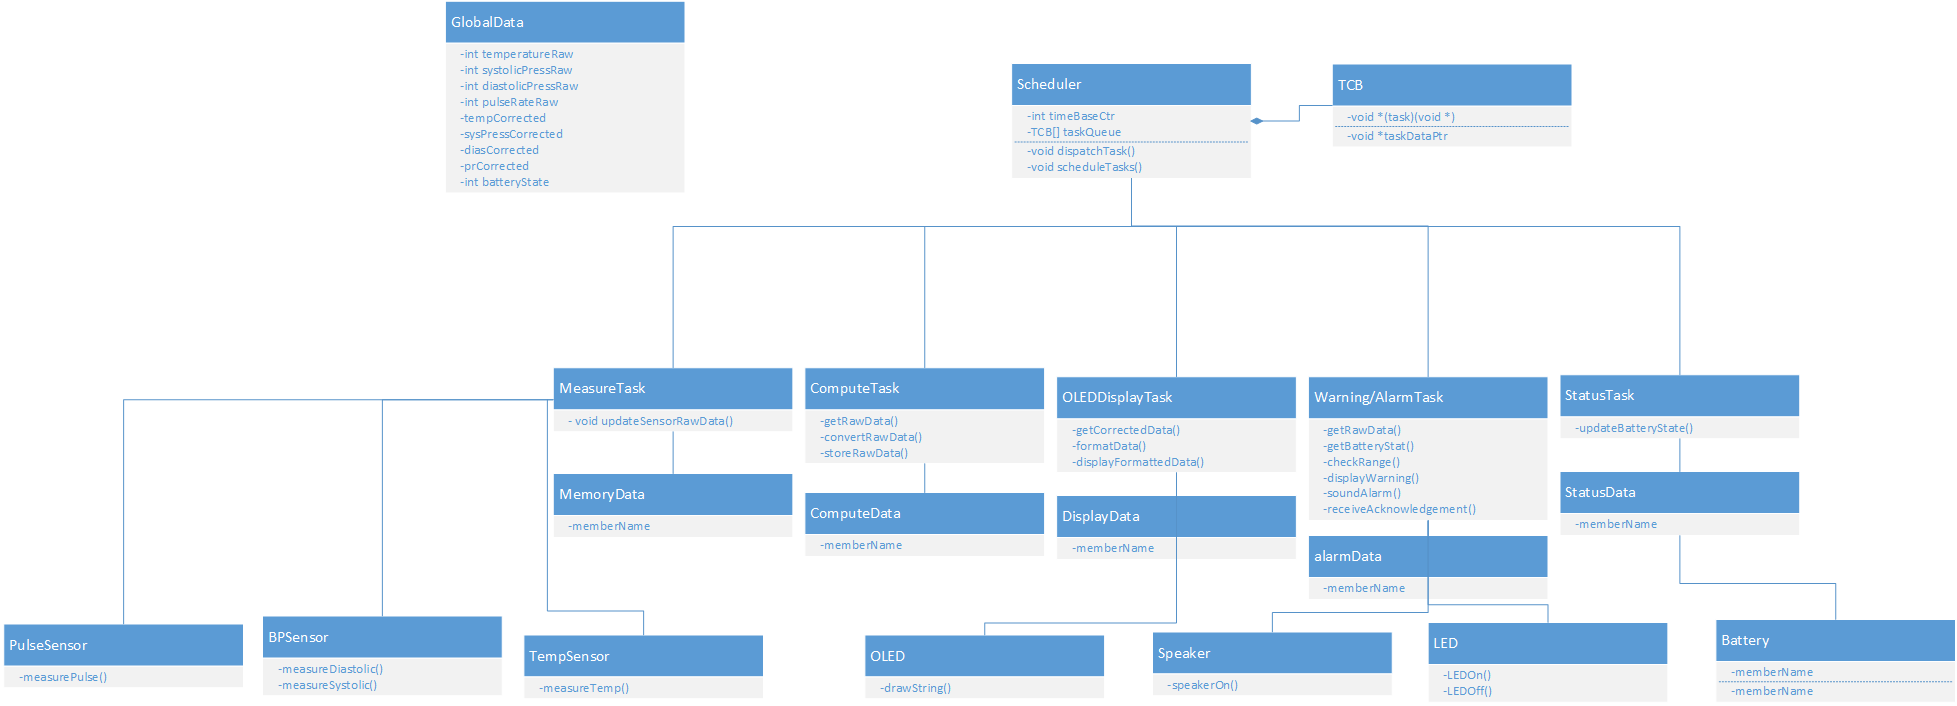 GlobalData
-int temperatureRaw
-int systolicPressRaw
-int diastolicPressRaw
-int pulseRateRaw
-tempCorrected
-sysPressCorrected
-diasCorrected
-prCorrected
-int batteryState
Scheduler
-int timeBaseCtr
-TCB[] taskQueue
-void dispatchTask()
-void scheduleTasks()
TCB
-void *(task)(void *)
-void *taskDataPtr
MeasureTask
- void updateSensorRawData()
MemoryData
-memberName
ComputeTask
-getRawData()
-convertRawData()
-storeRawData()
ComputeData
-memberName
OLEDDisplayTask
-getCorrectedData()
-formatData()
-displayFormattedData()
DisplayData
-memberName
Warning/AlarmTask
-getRawData()
-getBatteryStat()
-checkRange()
-displayWarning()
-soundAlarm()
-receiveAcknowledgement()
alarmData
-memberName
StatusTask
-updateBatteryState()
StatusData
-memberName
PulseSensor
-measurePulse()
BPSensor
-measureDiastolic()
-measureSystolic()
TempSensor
-measureTemp()
OLED
-drawString()
Speaker
-speakerOn()
LED
-LEDOn()
-LEDOff()
Battery
-memberName
-memberName